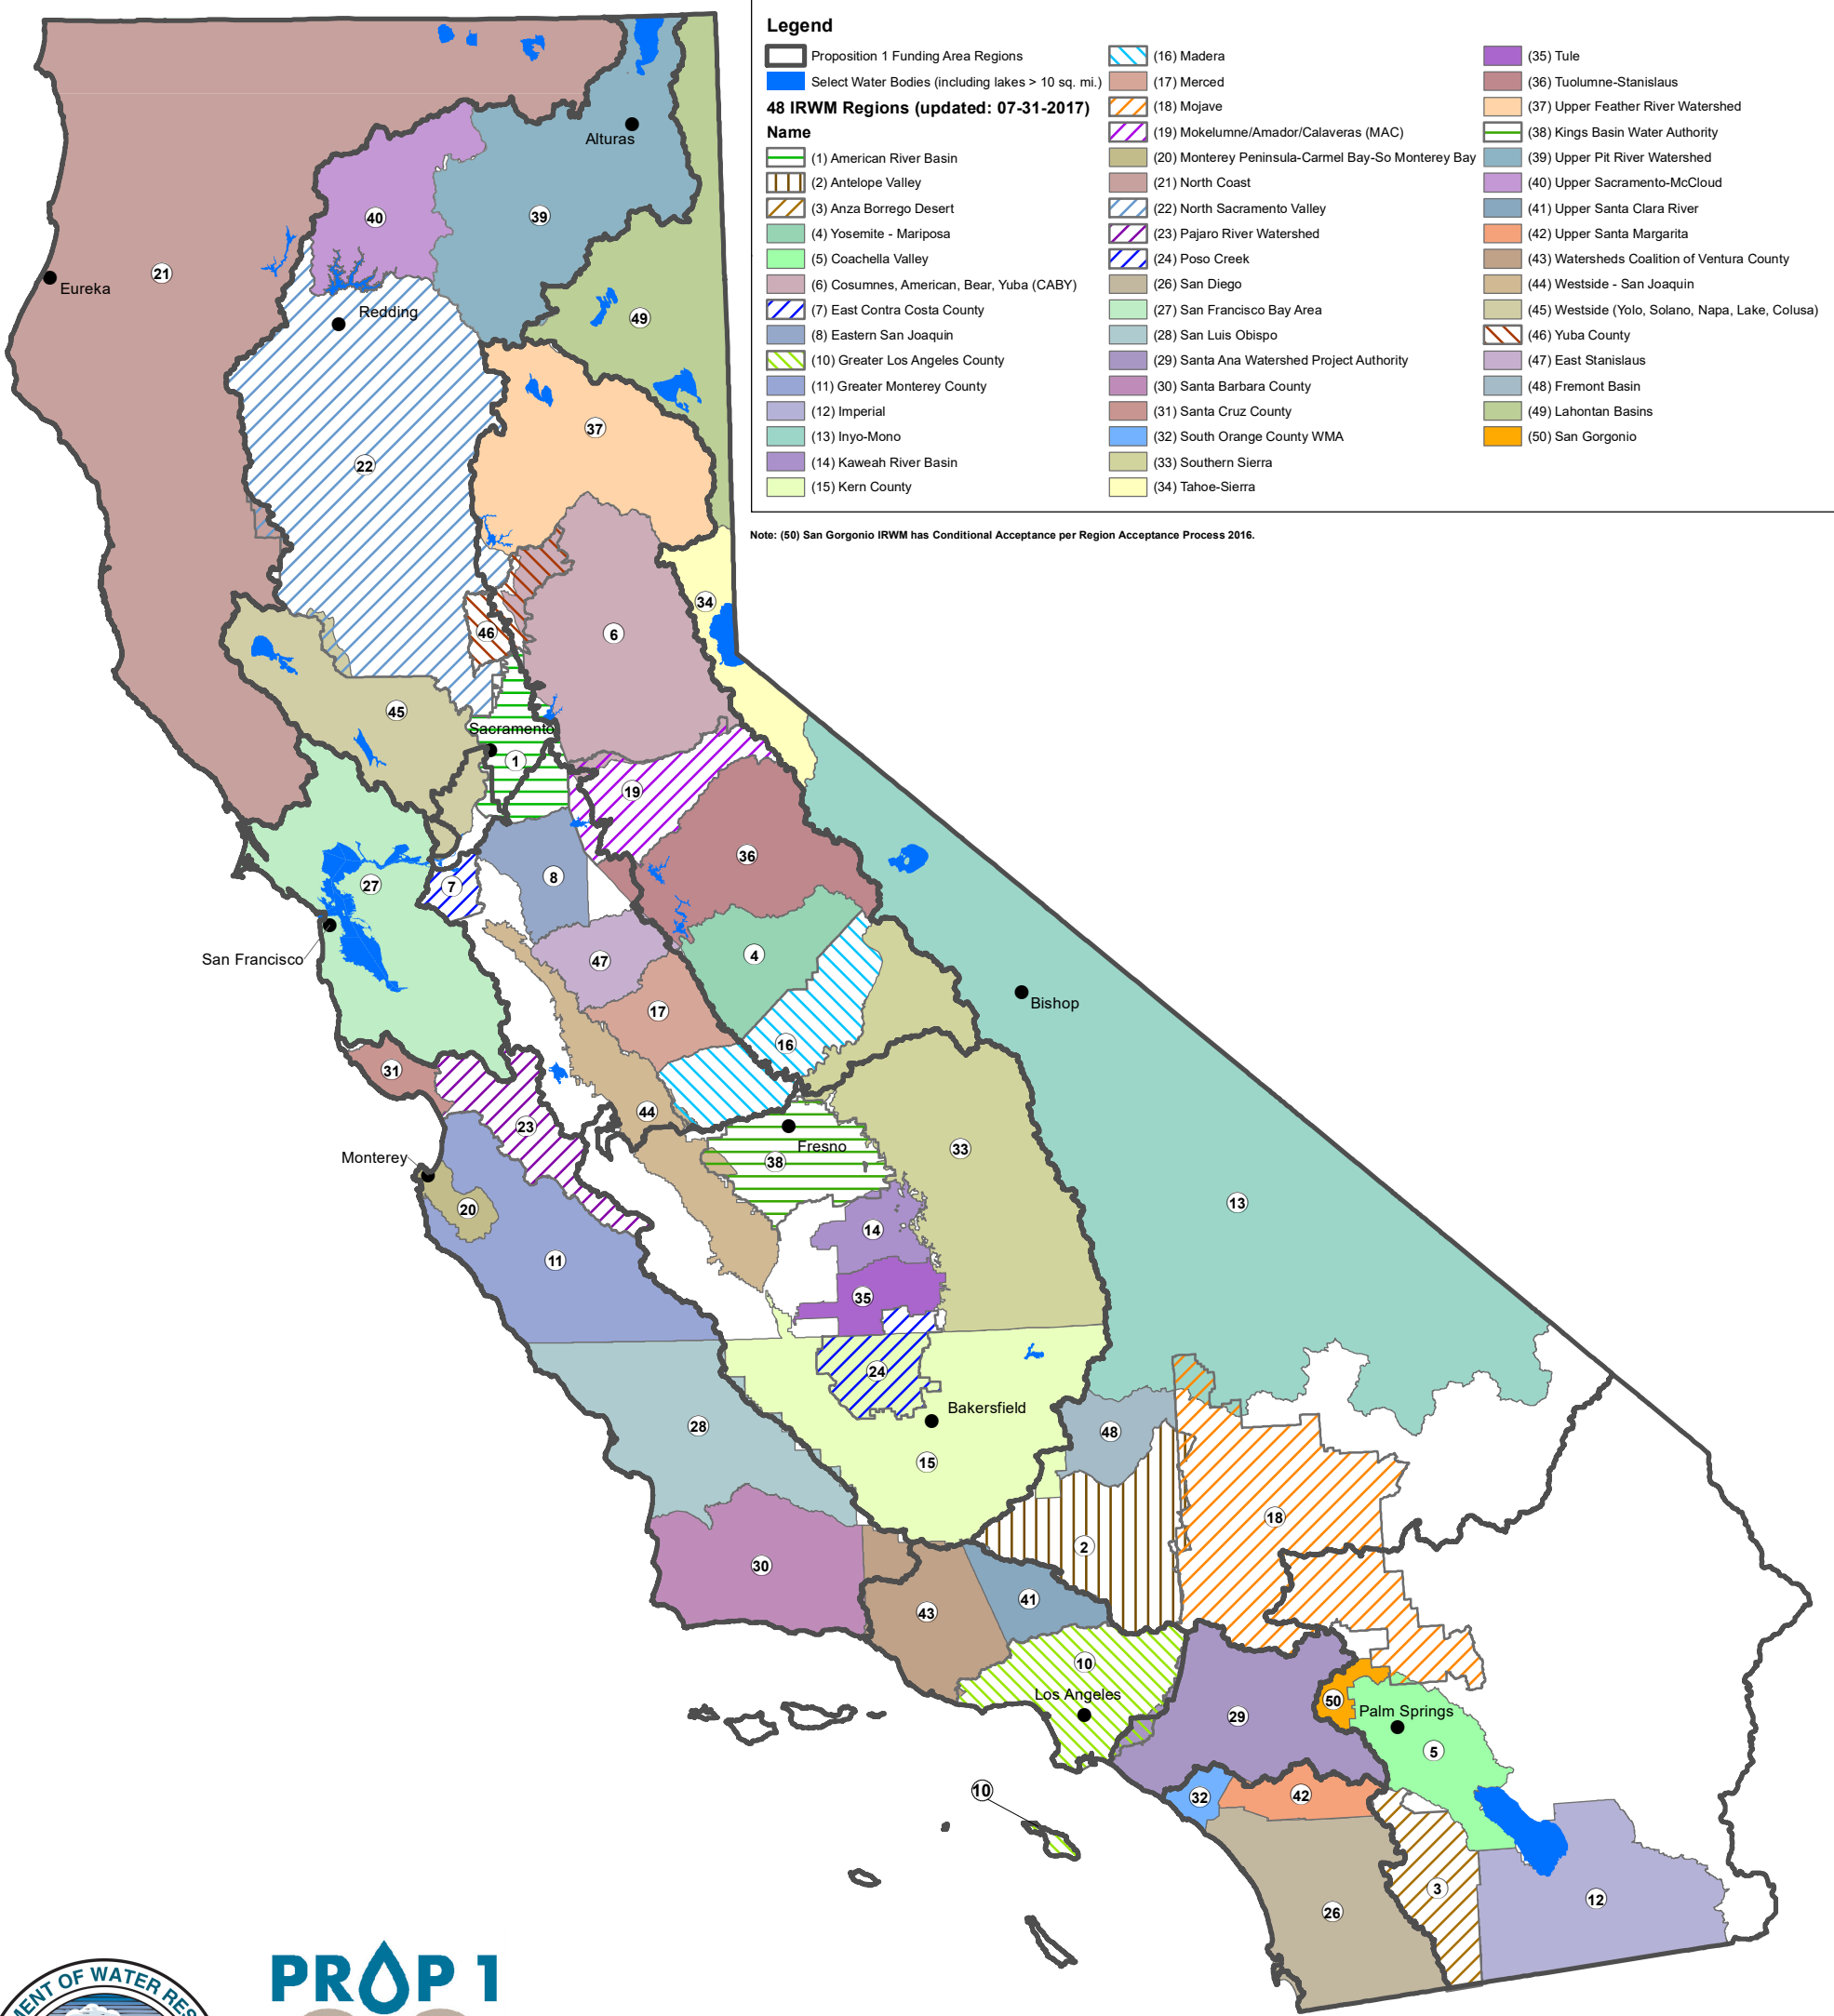 Legend
Proposition 1 Funding Area Regions
Select Water Bodies (including lakes > 10 sq. mi.)
48 IRWM Regions (updated: 07-31-2017)
Name
(1) American River Basin
(2) Antelope Valley
(3) Anza Borrego Desert
(4) Yosemite - Mariposa
(5) Coachella Valley
(6) Cosumnes, American, Bear, Yuba (CABY)
(7) East Contra Costa County
(8) Eastern San Joaquin
(10) Greater Los Angeles County
(11) Greater Monterey County
(12) Imperial
(13) Inyo-Mono
(14) Kaweah River Basin
(15) Kern County
(16) Madera
(17) Merced
(18) Mojave
(19) Mokelumne/Amador/Calaveras (MAC)
(20) Monterey Peninsula-Carmel Bay-So Monterey Bay
(21) North Coast
(22) North Sacramento Valley
(23) Pajaro River Watershed
(24) Poso Creek
(26) San Diego
(27) San Francisco Bay Area
(28) San Luis Obispo
(29) Santa Ana Watershed Project Authority
(30) Santa Barbara County
(31) Santa Cruz County
(32) South Orange County WMA
(33) Southern Sierra
(34) Tahoe-Sierra
(35) Tule
(36) Tuolumne-Stanislaus
(37) Upper Feather River Watershed
(38) Kings Basin Water Authority
(39) Upper Pit River Watershed
(40) Upper Sacramento-McCloud
(41) Upper Santa Clara River
(42) Upper Santa Margarita
(43) Watersheds Coalition of Ventura County
(44) Westside - San Joaquin
(45) Westside (Yolo, Solano, Napa, Lake, Colusa)
(46) Yuba County
(47) East Stanislaus
(48) Fremont Basin
(49) Lahontan Basins
(50) San Gorgonio
Note: (50) San Gorgonio IRWM has Conditional Acceptance per Region Acceptance Process 2016.
Alturas
40
39
21
Eureka
Redding
49
37
22
34
46
6
45
Sacramento
1
19
36
8
27
7
San Francisco
4
47
Bishop
17
16
31
44
23
Fresno
33
Monterey
38
13
20
14
11
35
24
Bakersfield
28
48
15
18
2
30
41
43
10
Los Angeles
50
Palm Springs
29
5
10
32
42
3
12
26
PROP 1
MENT OF WATER RES